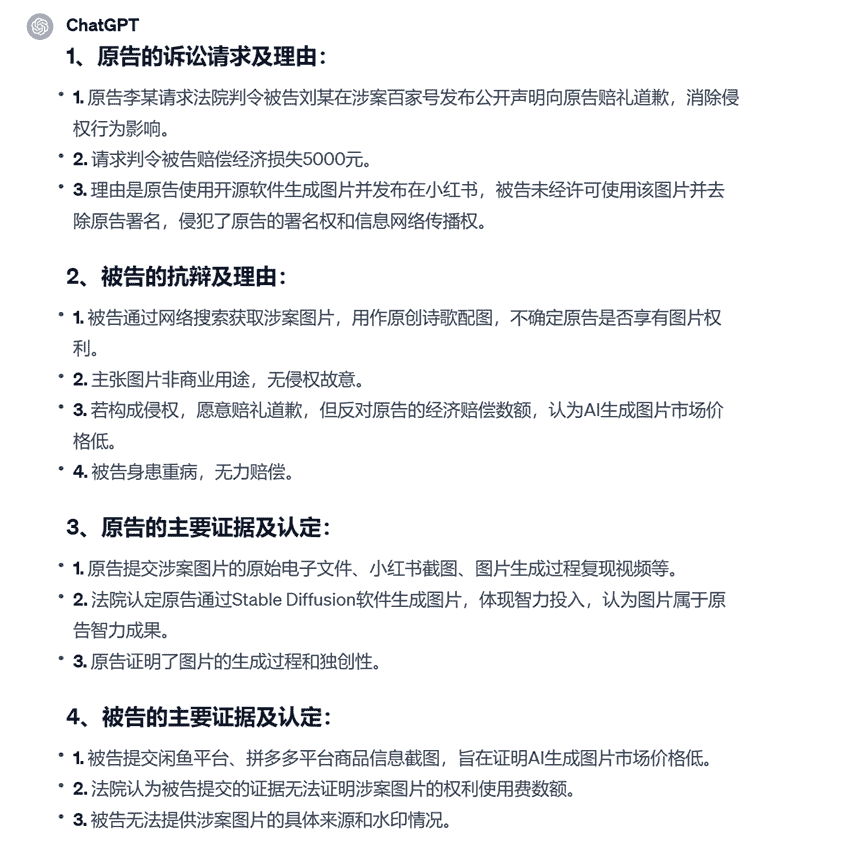 ChatGPT
1、原告的诉讼请求及理由：
• 1. 原告李某请求法院判令被告刘某在涉案百家号发布公开声明向原告赔礼道歉，消除侵
权行为影响。
• 2. 请求判令被告赔偿经济损失5000元。
• 3. 理由是原告使用开源软件生成图片并发布在小红书，被告未经许可使用该图片并去
除原告署名，侵犯了原告的署名权和信息网络传播权。
2、被告的抗辩及理由：
• 1. 被告通过网络搜索获取涉案图片，用作原创诗歌配图，不确定原告是否享有图片权
利。
• 2. 主张图片非商业用途，无侵权故意。
• 3. 若构成侵权，愿意赔礼道歉，但反对原告的经济赔偿数额，认为AI生成图片市场价
格低。
• 4. 被告身患重病，无力赔偿。
3、原告的主要证据及认定：
• 1. 原告提交涉案图片的原始电子文件、小红书截图、图片生成过程复现视频等。
• 2. 法院认定原告通过Stable Diffusion软件生成图片，体现智力投入，认为图片属于原
告智力成果。
• 3. 原告证明了图片的生成过程和独创性。
4、被告的主要证据及认定：
• 1. 被告提交闲鱼平台、拼多多平台商品信息截图，旨在证明AI生成图片市场价格低。
• 2. 法院认为被告提交的证据无法证明涉案图片的权利使用费数额。
• 3. 被告无法提供涉案图片的具体来源和水印情况。